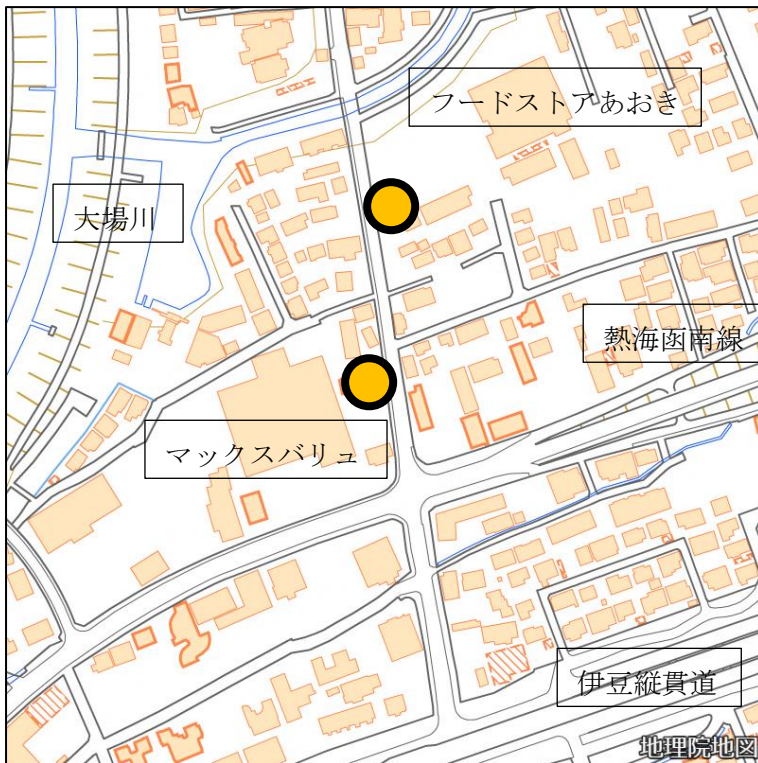 フードストアあおき
大場川
熱海函南線
マックスバリュ
伊豆縦貫道
地理院地図